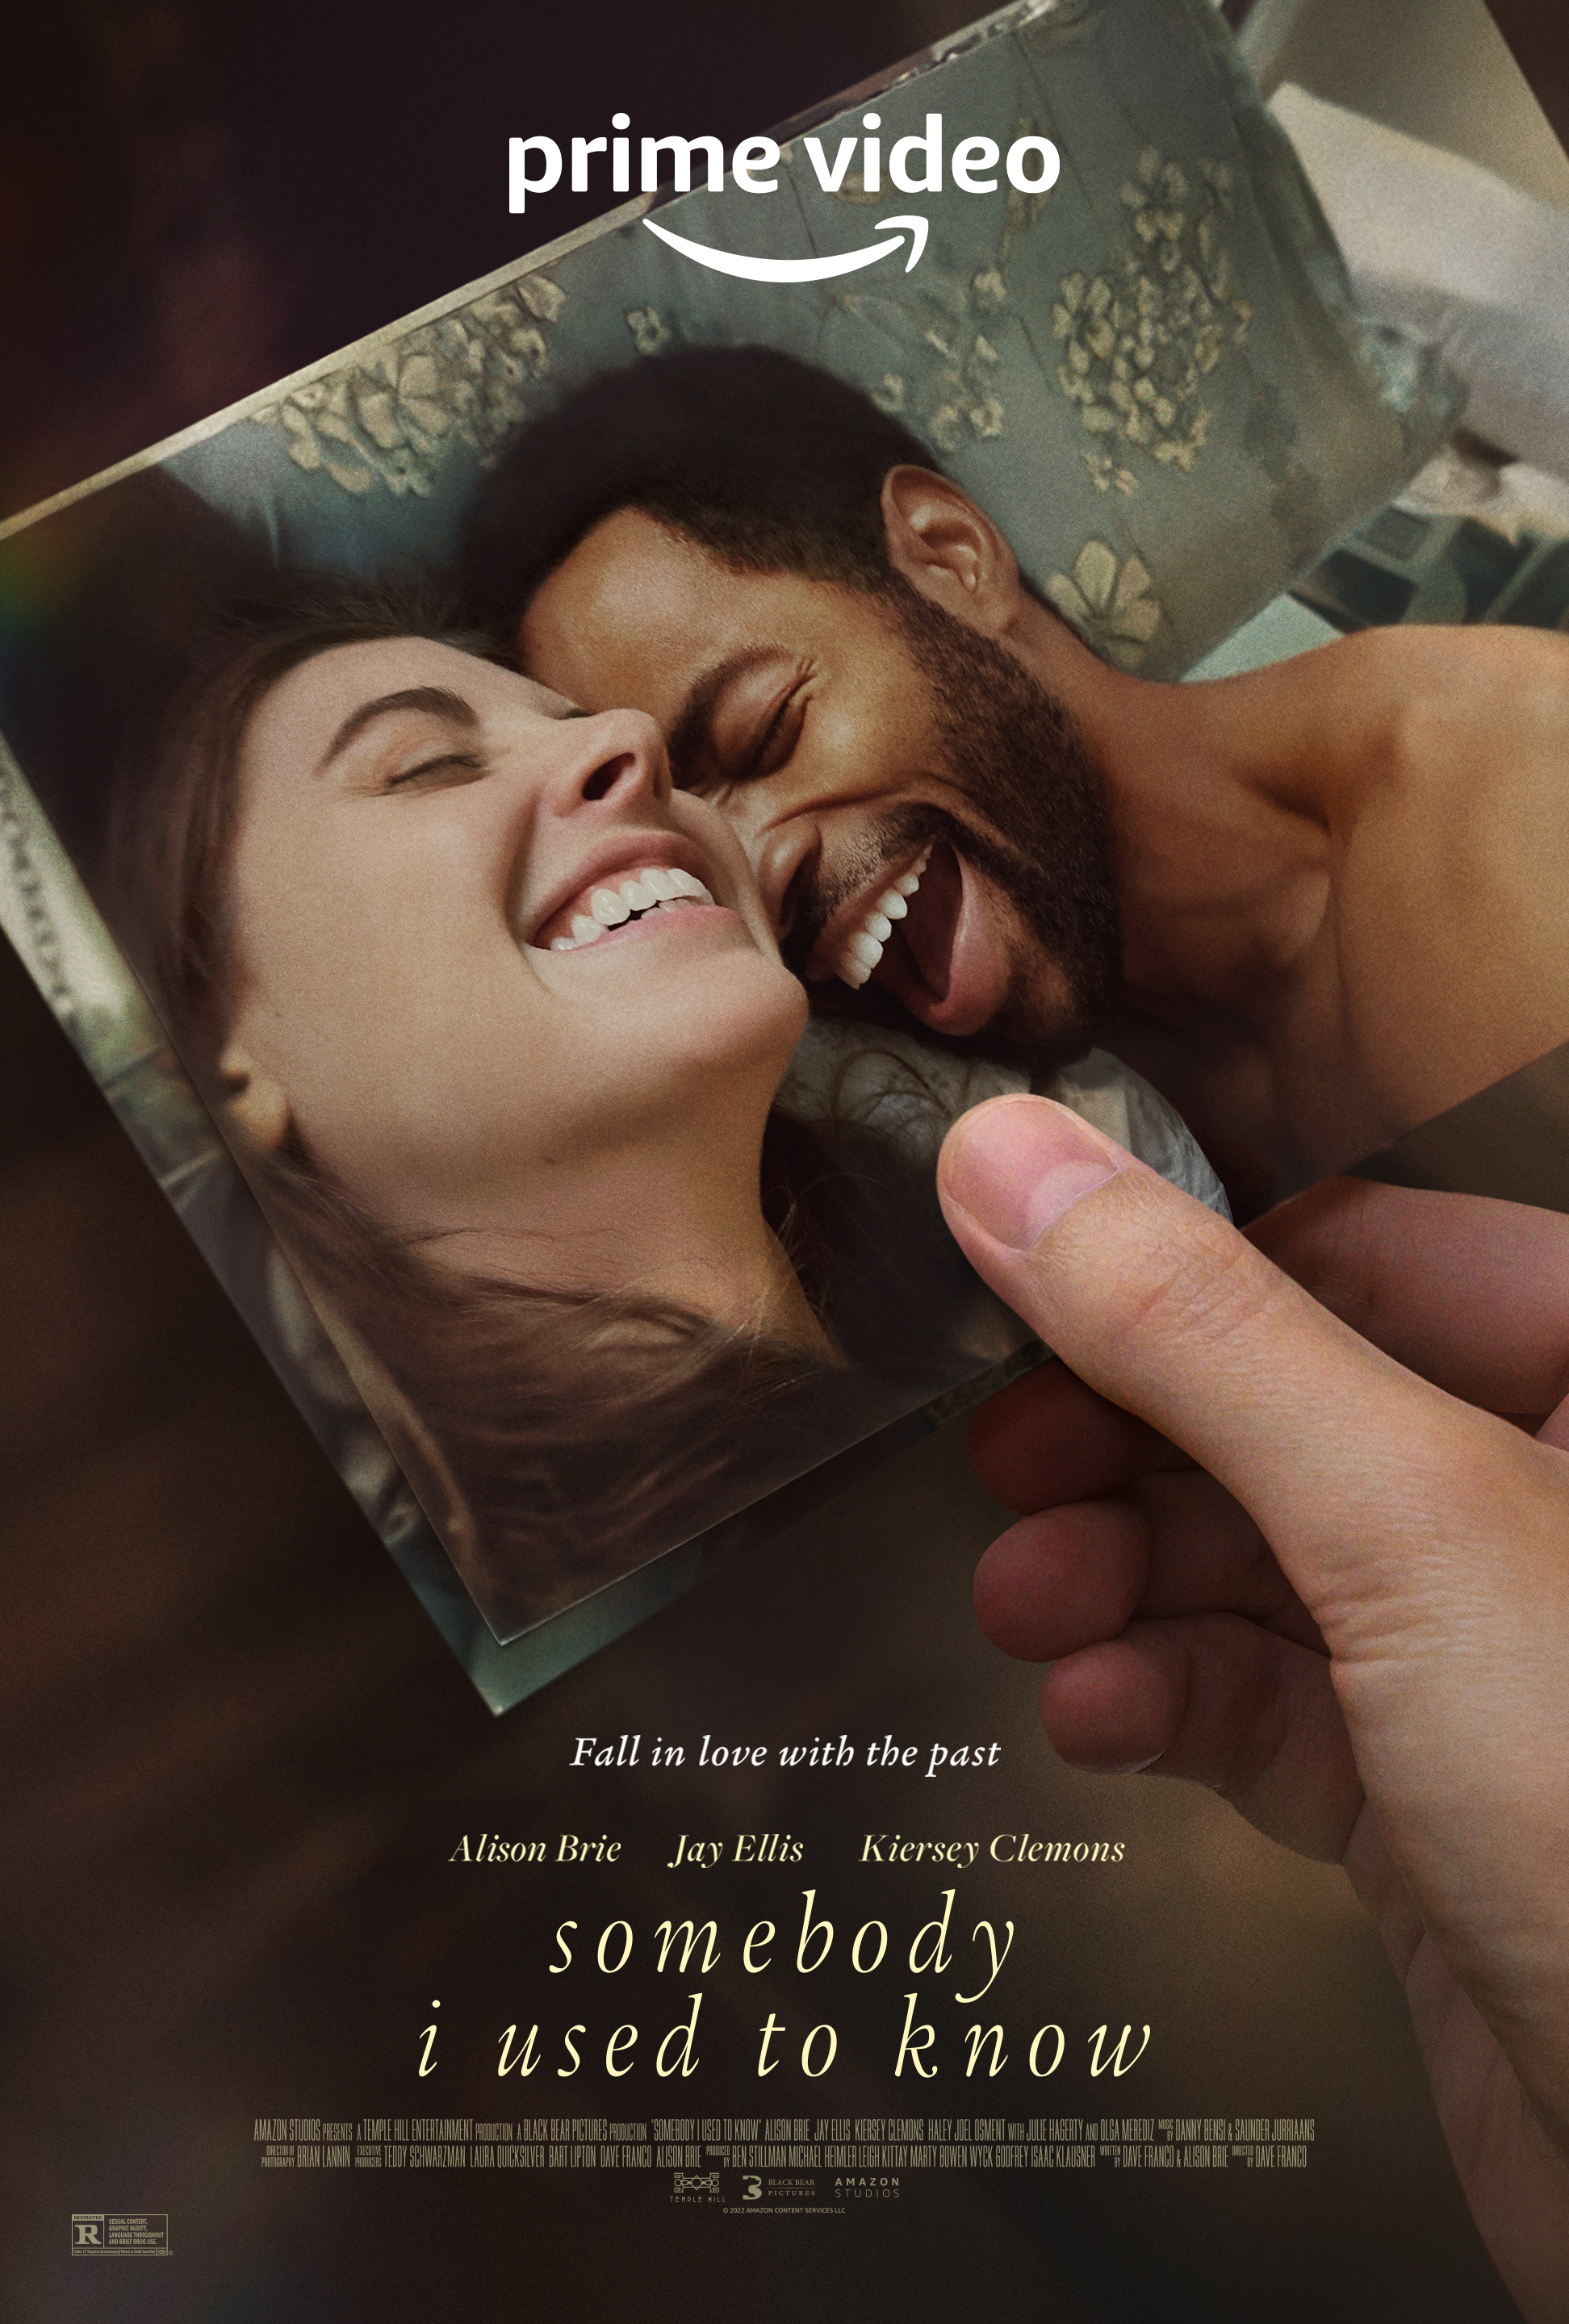 prime video
Fall in love with the past
Alison Brie Jay Ellis Kiersey Clemons
somebody
i used to know
AMAZON STUDIOS PRESENTS A TEMPLE HILL ENTERTAINMENT PRODUCTION A BLACK BEAR PICTURES PRODUCTION "SOMEBODY I USED TO KNOW" ALISON BRIE JAY ELLIS KIERSEY CLEMONS HALEY JOEL OSMENT WITH JULIE HAGERTY AND OLGA MEREDIZ MUSIC BY DANNY BENSI & SAUNDER JURRIAANS
DIRECTOR OF PHOTOGRAPHY BRIAN LANNIN EXECUTIVE PRODUCERS TEDDY SCHWARZMAN LAURA QUICKSILVER BART LIPTON DAVE FRANCO ALISON BRIE PRODUCED BY BEN STILLMAN MICHAEL HEIMLER LEIGH KITTAY MARTY BOWEN WYCK GODFREY ISAAC KLAUSNER WRITTEN BY DAVE FRANCO & ALISON BRIE DIRECTED BY DAVE FRANCO
TEMPLE HILL BLACK BEAR PICTURES AMAZON STUDIOS
© 2022 AMAZON CONTENT SERVICES LLC
RESTRICTED
R
SEXUAL CONTENT,
GRAPHIC NUDITY,
LANGUAGE THROUGHOUT
AND BRIEF DRUG USE.